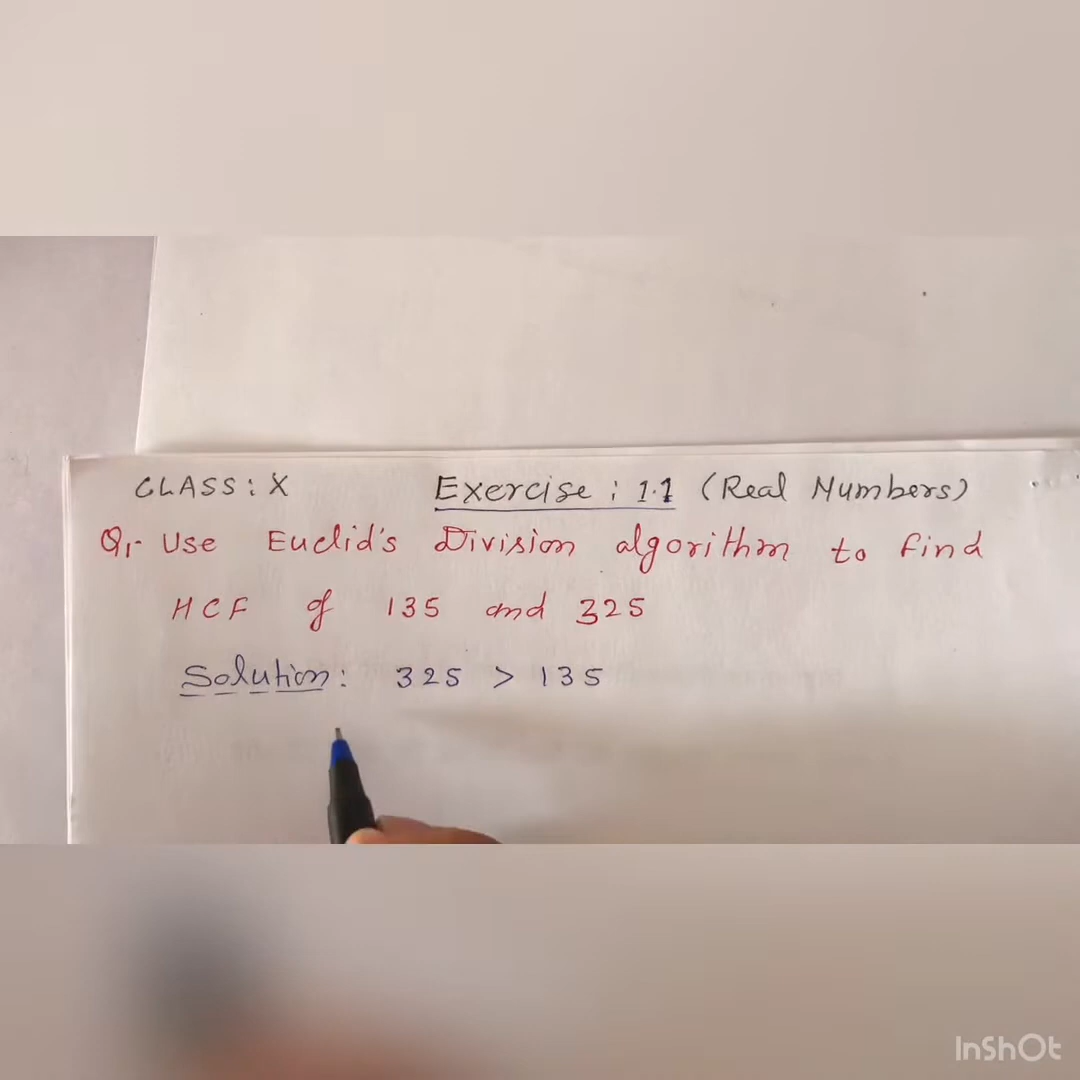 CLASS : X Exercise : 1.1 (Real Numbers)
Q1- Use Euclid's Division algorithm to find
HCF of 135 and 325
Solution : 325 > 135
InShOt